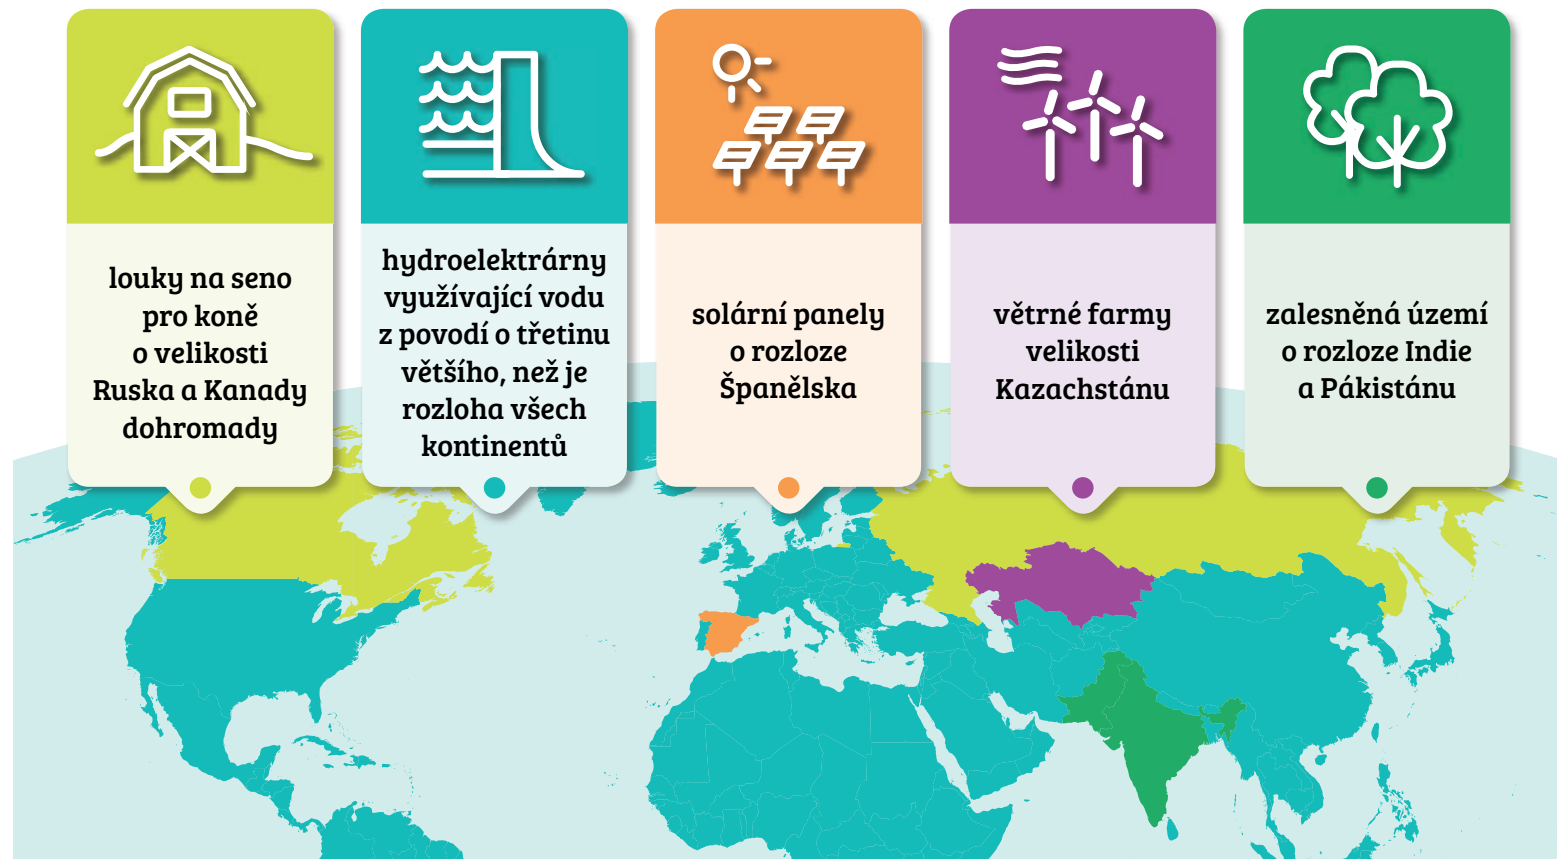 louky na seno
pro koně
o velikosti
Ruska a Kanady
dohromady
hydroelektrárny
využívající vodu
z povodí o třetinu
většího, než je
rozloha všech
kontinentů
solární panely
o rozloze
Španělska
větrné farmy
velikosti
Kazachstánu
zalesněná území
o rozloze Indie
a Pákistánu